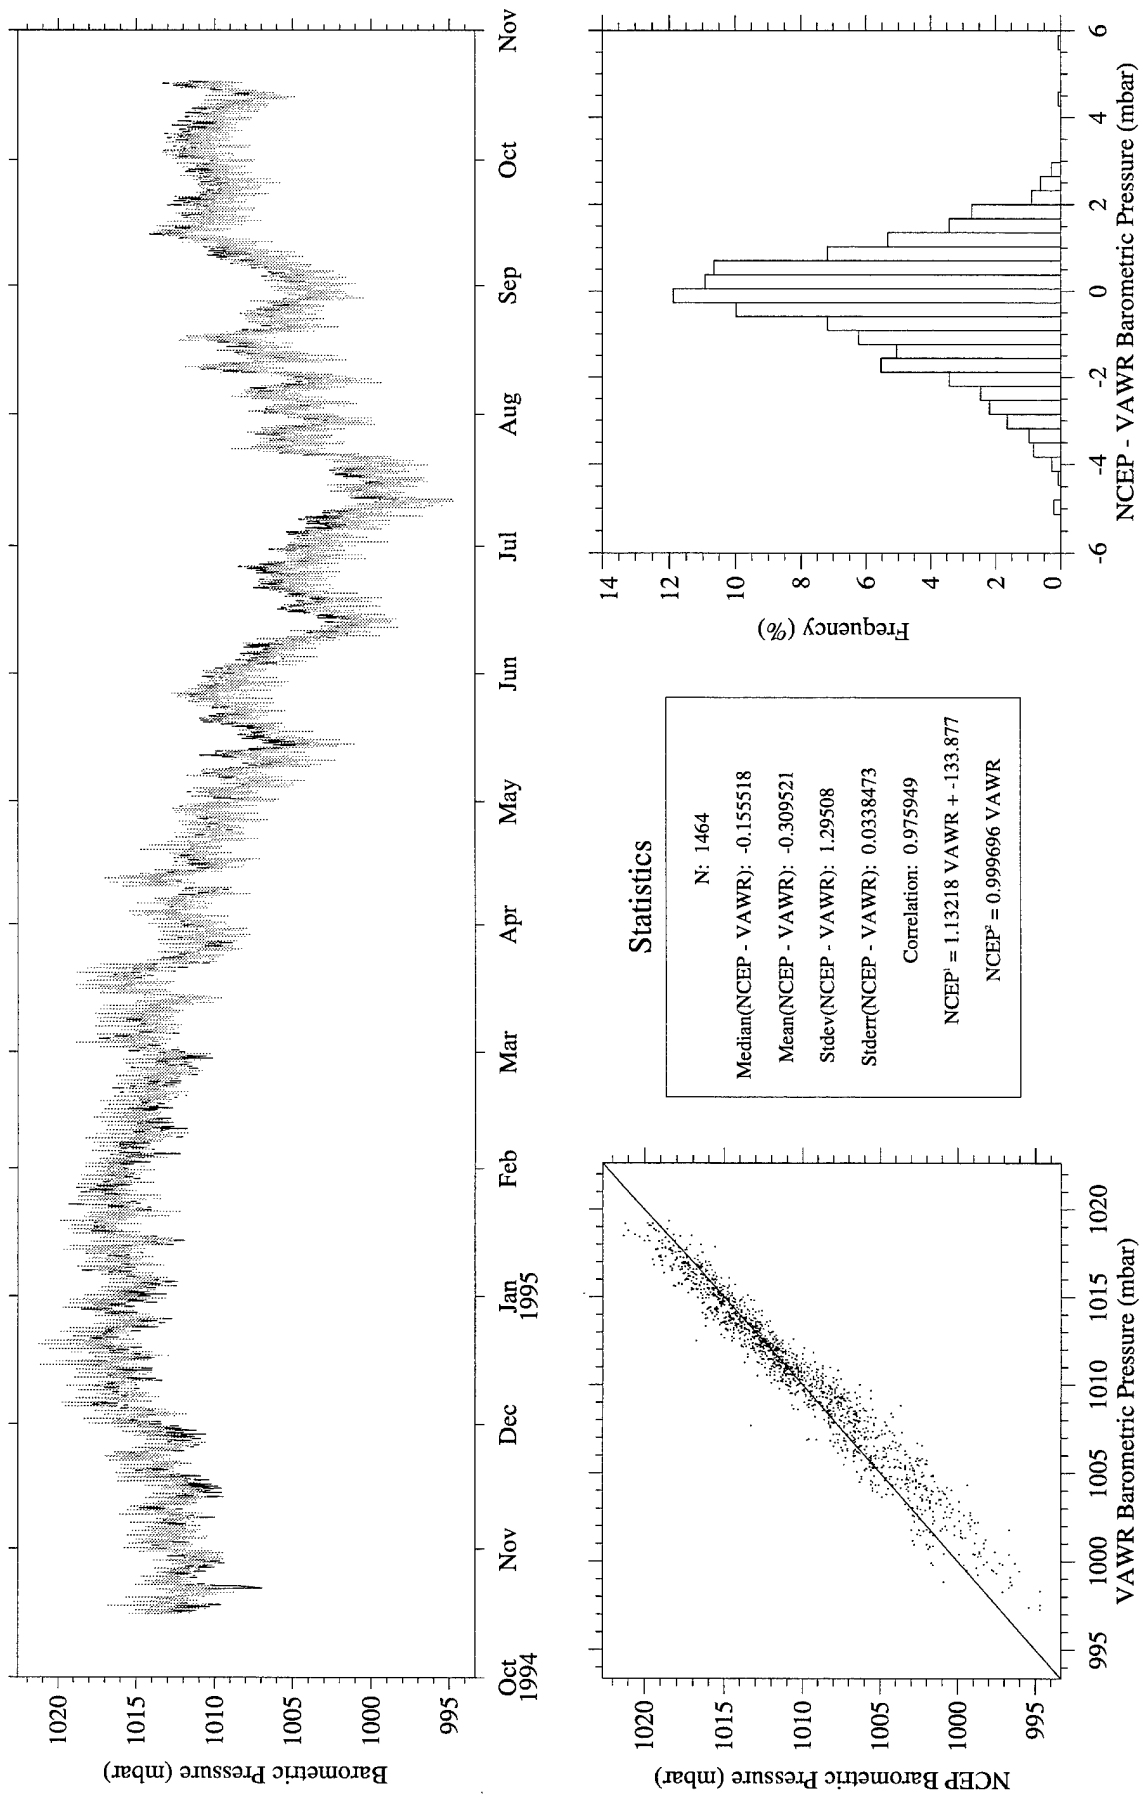 Barometric Pressure (mbar)
1020
1015
1010
1005
1000
995
Oct Nov Dec Jan Feb Mar Apr May Jun Jul Aug Sep Oct Nov
1994 1995
NCEP Barometric Pressure (mbar)
1020
1015
1010
1005
1000
995
995 1000 1005 1010 1015 1020
VAWR Barometric Pressure (mbar)
Statistics
N: 1464
Median(NCEP - VAWR): -0.155518
Mean(NCEP - VAWR): -0.309521
Stdev(NCEP - VAWR): 1.29508
Stderr(NCEP - VAWR): 0.0338473
Correlation: 0.975949
NCEP¹ = 1.13218 VAWR + -133.877
NCEP² = 0.999696 VAWR
Frequency (%)
14
12
10
8
6
4
2
0
-6 -4 -2 0 2 4 6
NCEP - VAWR Barometric Pressure (mbar)